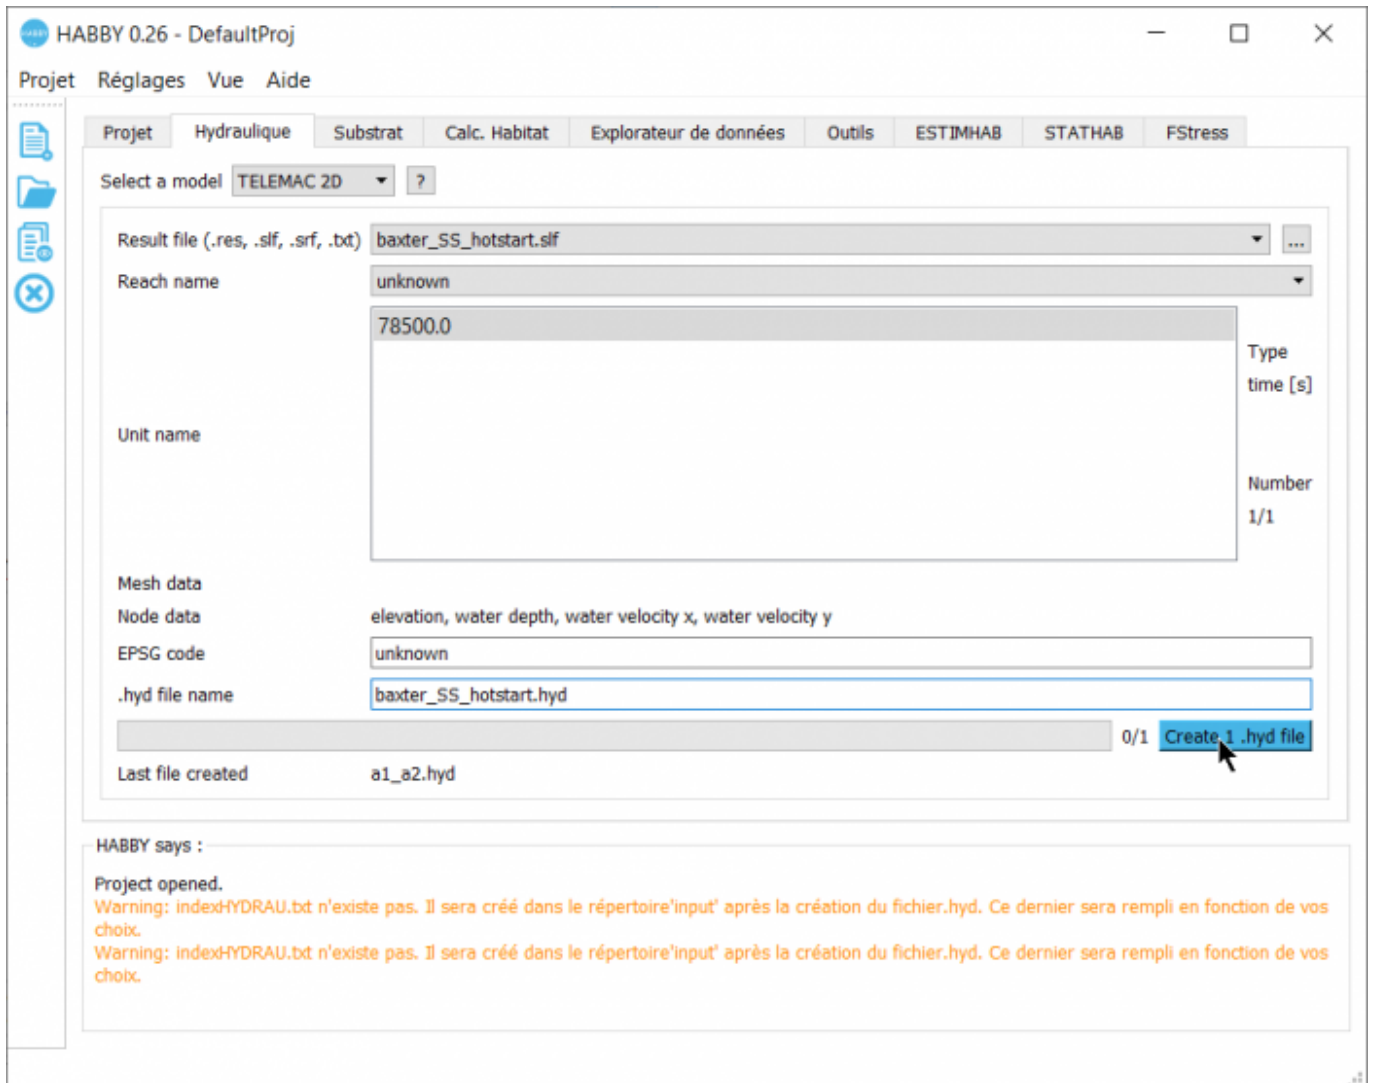 HABBY 0.26 - DefaultProj
Projet Réglages Vue Aide
Projet Hydraulique Substrat Calc. Habitat Explorateur de données Outils ESTIMHAB STATHAB FStress
Select a model TELEMAC 2D ?
Result file (.res, .slf, .srf, .txt) baxter_SS_hotstart.slf ...
Reach name unknown
78500.0
Type
time [s]
Unit name
Number
1/1
Mesh data
Node data elevation, water depth, water velocity x, water velocity y
EPSG code unknown
.hyd file name baxter_SS_hotstart.hyd
0/1 Create 1 .hyd file
Last file created a1_a2.hyd
HABBY says :
Project opened.
Warning: indexHYDRAU.txt n'existe pas. Il sera créé dans le répertoire'input' après la création du fichier.hyd. Ce dernier sera rempli en fonction de vos
choix.
Warning: indexHYDRAU.txt n'existe pas. Il sera créé dans le répertoire'input' après la création du fichier.hyd. Ce dernier sera rempli en fonction de vos
choix.